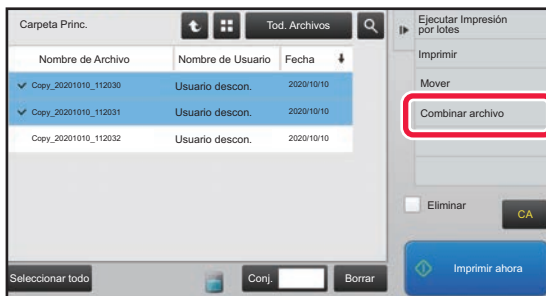 Carpeta Princ.
Tod. Archivos
Nombre de Archivo Nombre de Usuario Fecha
Copy_20201010_112030 Usuario descon. 2020/10/10
Copy_20201010_112031 Usuario descon. 2020/10/10
Copy_20201010_112032 Usuario descon. 2020/10/10
Seleccionar todo
Conj.
Borrar
Ejecutar Impresión
por lotes
Imprimir
Mover
Combinar archivo
Eliminar
CA
Imprimir ahora